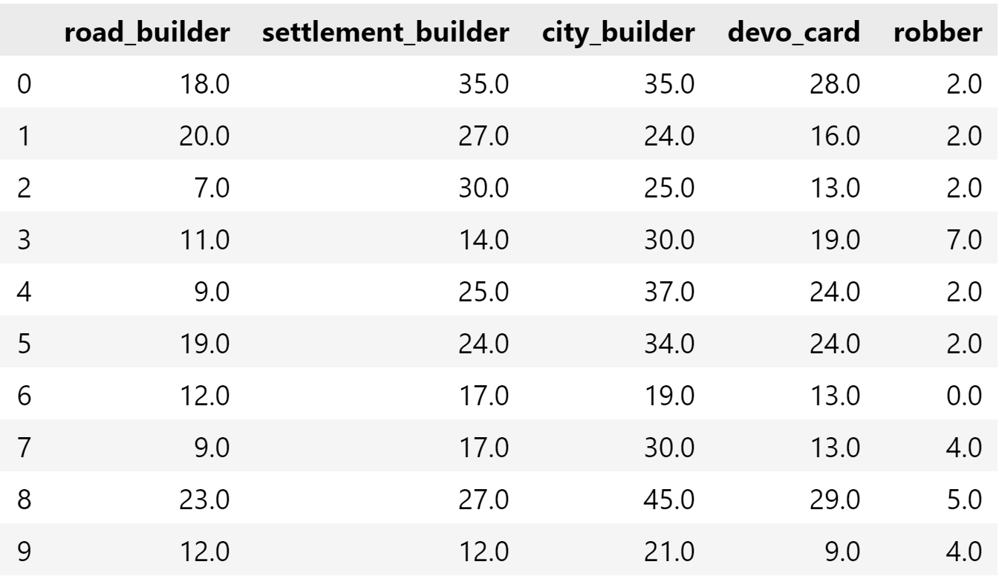 road_builder settlement_builder city_builder devo_card robber
0 18.0 35.0 35.0 28.0 2.0
1 20.0 27.0 24.0 16.0 2.0
2 7.0 30.0 25.0 13.0 2.0
3 11.0 14.0 30.0 19.0 7.0
4 9.0 25.0 37.0 24.0 2.0
5 19.0 24.0 34.0 24.0 2.0
6 12.0 17.0 19.0 13.0 0.0
7 9.0 17.0 30.0 13.0 4.0
8 23.0 27.0 45.0 29.0 5.0
9 12.0 12.0 21.0 9.0 4.0